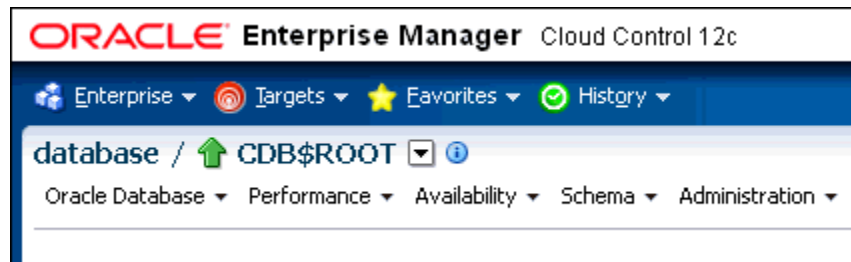 ORACLE Enterprise Manager Cloud Control 12c
Enterprise Targets Favorites History
database / CDB$ROOT
Oracle Database Performance Availability Schema Administration